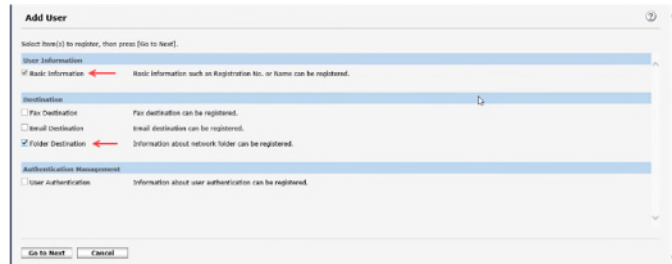 Add User
Select item(s) to register, then press [Go to Next].
User Information
Basic Information Basic information such as Registration No. or Name can be registered.
Destination
Fax Destination Fax destination can be registered.
Email Destination Email destination can be registered.
Folder Destination Information about network folder can be registered.
Authentication Management
User Authentication Information about user authentication can be registered.
Go to Next Cancel